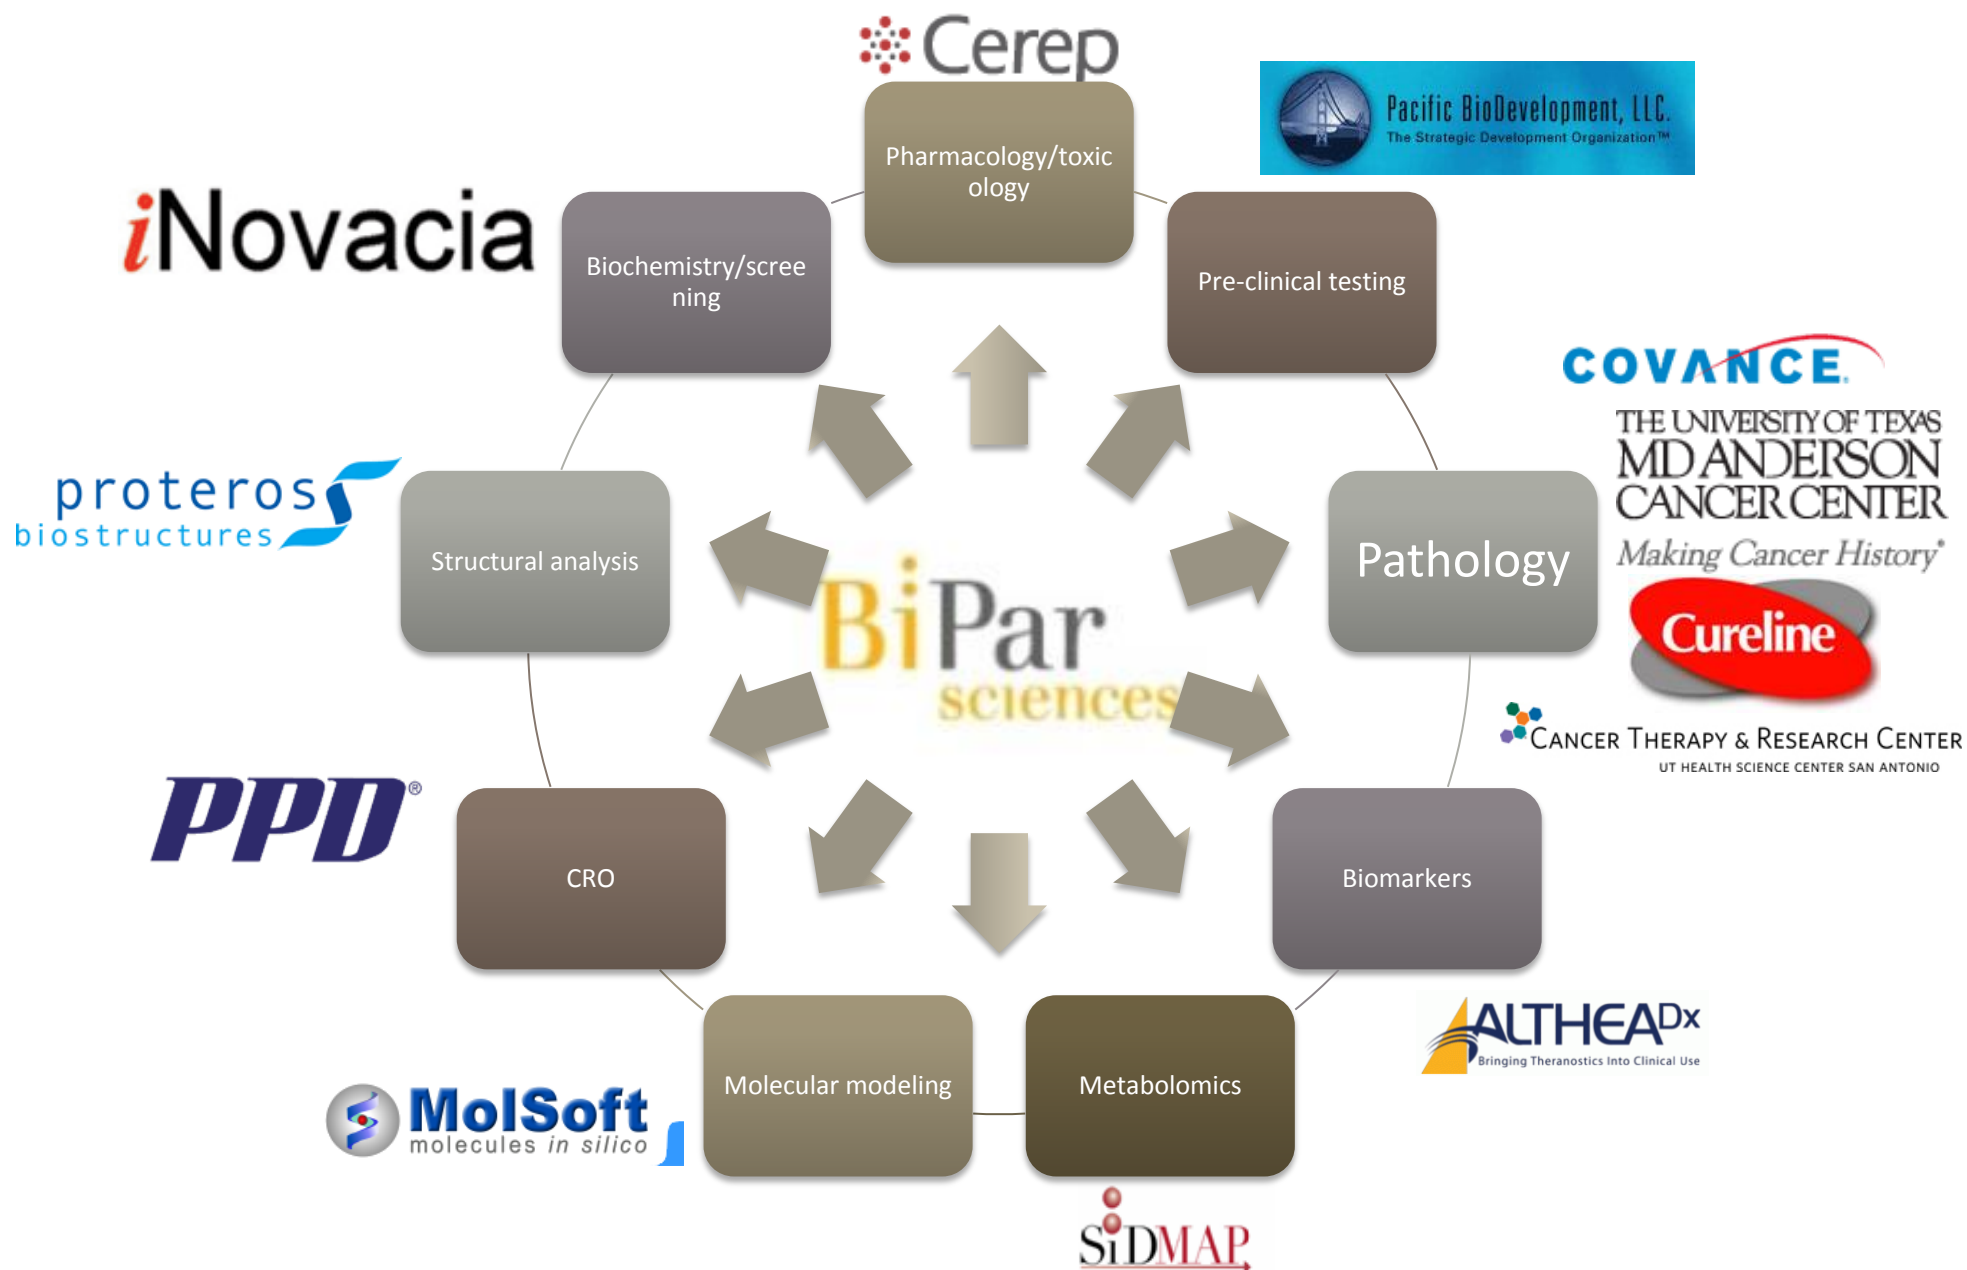 Cerep
Pharmacology/toxic
ology
Pacific BioDevelopment, LLC.
The Strategic Development Organization™
iNovacia
Biochemistry/scree
ning
Pre-clinical testing
COVANCE®
THE UNIVERSITY OF TEXAS
MD ANDERSON
CANCER CENTER
Making Cancer History®
proteros
biostructures
Structural analysis
BiPar
sciences
Pathology
Cureline
CANCER THERAPY & RESEARCH CENTER
UT HEALTH SCIENCE CENTER SAN ANTONIO
PPD®
CRO
Biomarkers
ALTHEADx
Bringing Theranostics Into Clinical Use
MolSoft
molecules in silico
Molecular modeling
Metabolomics
SiDMAP